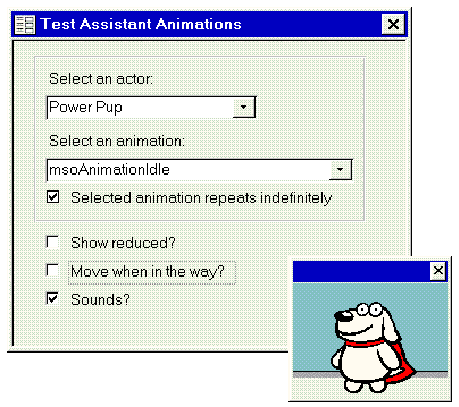 Test Assistant Animations
Select an actor:
Power Pup
Select an animation:
msoAnimationIdle
Selected animation repeats indefinitely
Show reduced?
Move when in the way?
Sounds?